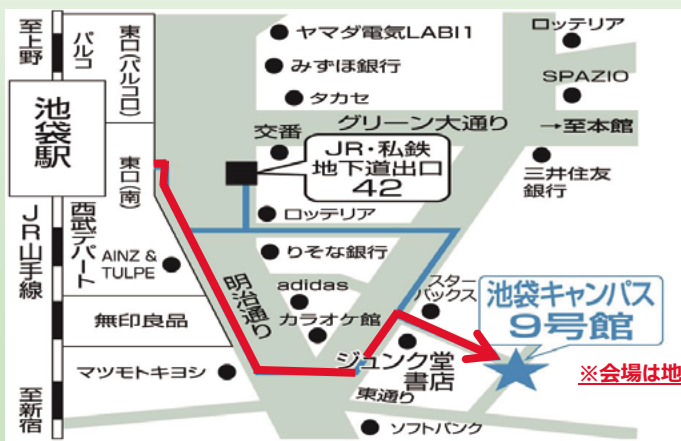 至上野
パルコ
東口(パルコ口)
ヤマダ電気LABI1
みずほ銀行
タカセ
ロッテリア
SPAZIO
グリーン大通り
→至本館
交番
池袋駅
東口(南)
JR・私鉄
地下道出口
42
三井住友
銀行
ロッテリア
りそな銀行
西武デパート
JR山手線
AINZ &
TULPE
明治通り
adidas
カラオケ館
スター
バックス
池袋キャンパス
9号館
無印良品
ジュンク堂
書店
マツモトキヨシ
東通り
※会場は地
至新宿
ソフトバンク